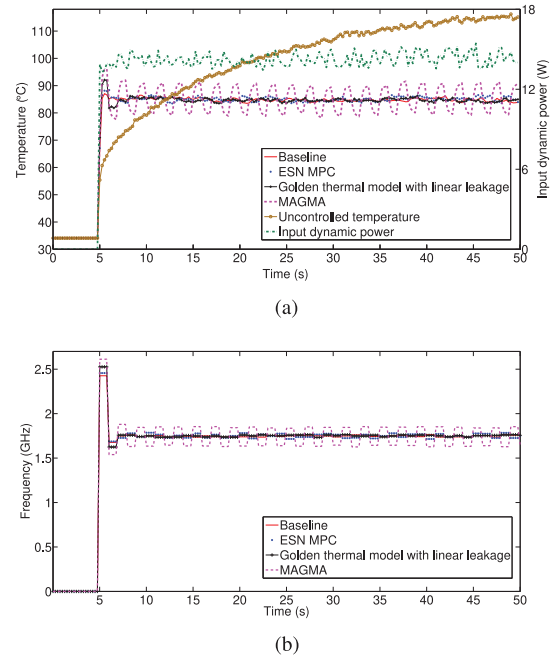 Temperature (°C)
110
100
90
80
70
60
50
40
30
18
12
6
0
Input dynamic power (W)
Baseline
ESN MPC
Golden thermal model with linear leakage
MAGMA
Uncontrolled temperature
Input dynamic power
0 5 10 15 20 25 30 35 40 45 50
Time (s)
(a)
Frequency (GHz)
2.5
2
1.5
1
0.5
0
Baseline
ESN MPC
Golden thermal model with linear leakage
MAGMA
0 5 10 15 20 25 30 35 40 45 50
Time (s)
(b)